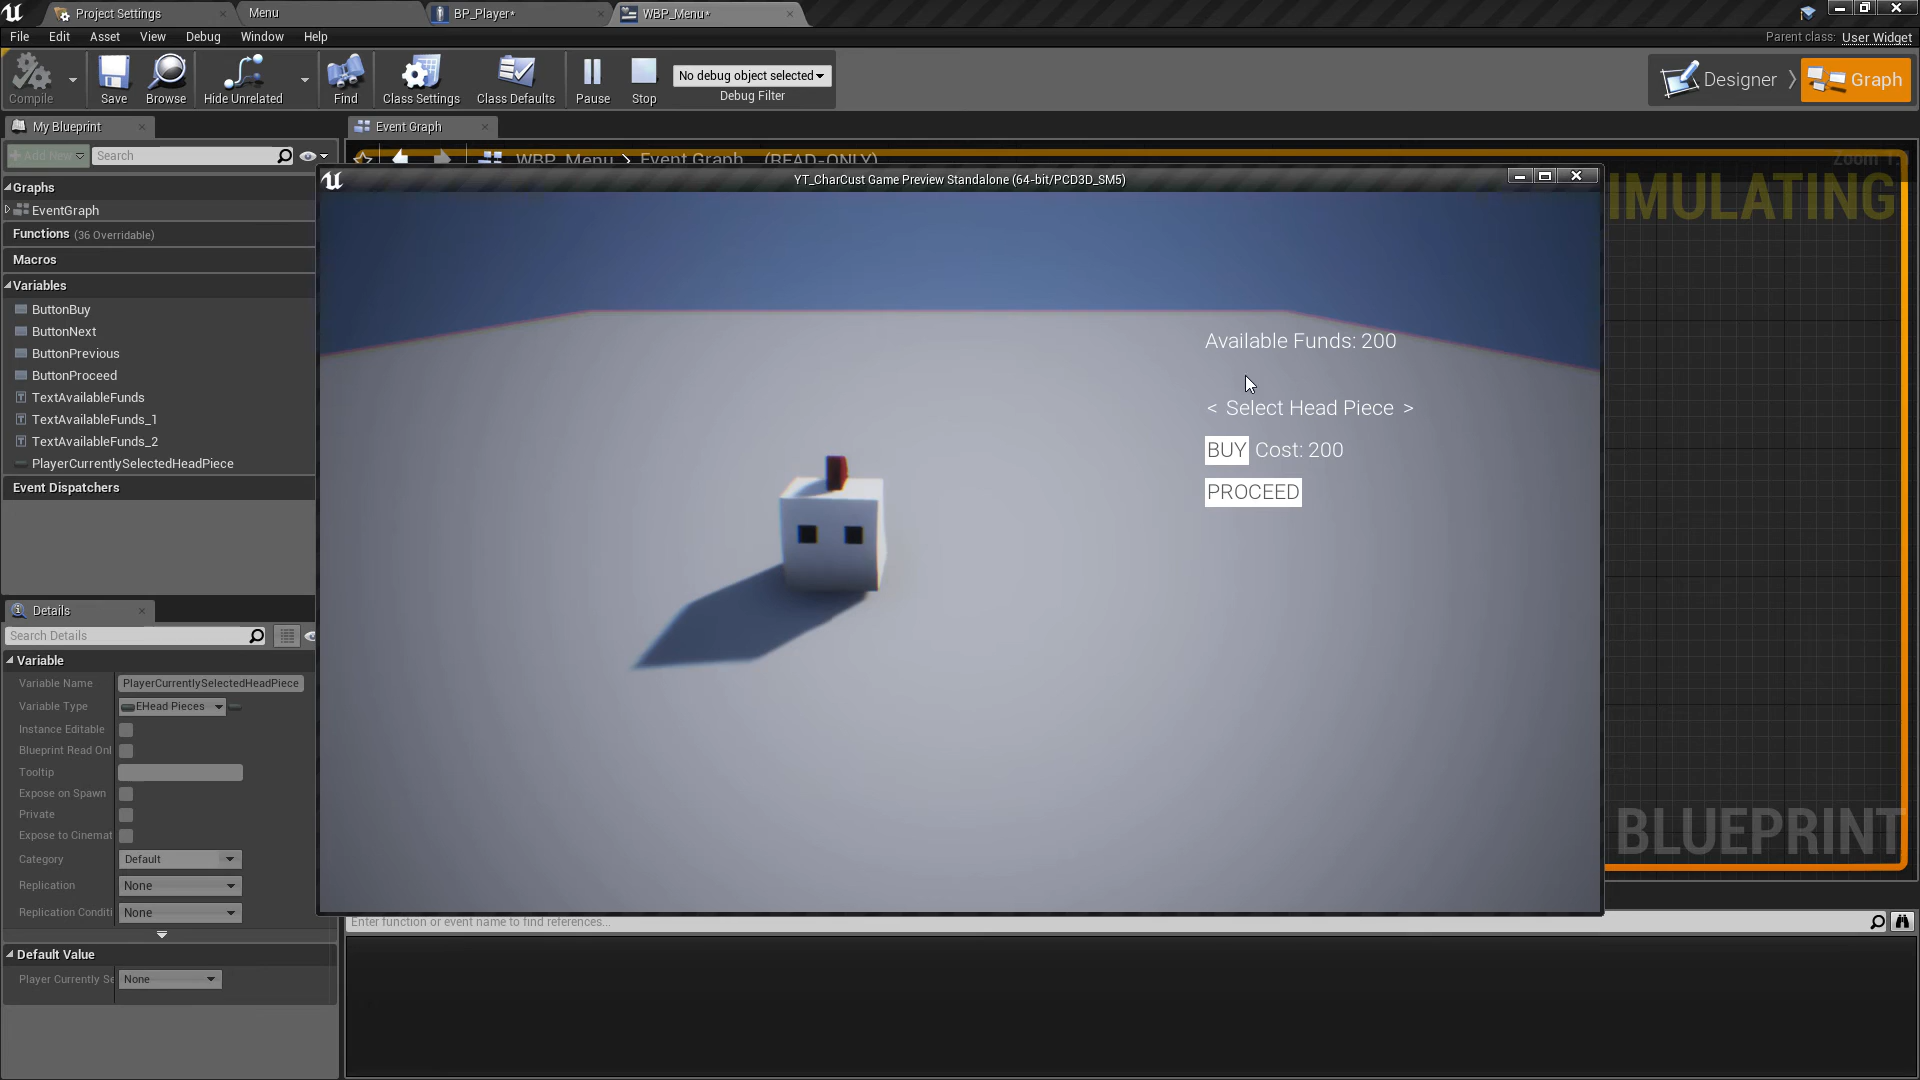 Project Settings
Menu
BP_Player*
WBP_Menu*
File Edit Asset View Debug Window Help
Parent class: User Widget
Compile
Save
Browse
Hide Unrelated
Find
Class Settings
Class Defaults
Pause
Stop
No debug object selected
Debug Filter
Designer
Graph
My Blueprint
Event Graph
Add New
Search
WBP_Menu > Event Graph (READ-ONLY)
YT_CharCust Game Preview Standalone (64-bit/PCD3D_SM5)
IMULATING
Graphs
EventGraph
Functions (36 Overridable)
Macros
Variables
ButtonBuy
ButtonNext
ButtonPrevious
ButtonProceed
TextAvailableFunds
TextAvailableFunds_1
TextAvailableFunds_2
PlayerCurrentlySelectedHeadPiece
Event Dispatchers
Available Funds: 200
< Select Head Piece >
BUY Cost: 200
PROCEED
Details
Search Details
Variable
Variable Name PlayerCurrentlySelectedHeadPiece
Variable Type EHead Pieces
Instance Editable
Blueprint Read Onl
Tooltip
Expose on Spawn
Private
Expose to Cinemat
Category Default
Replication None
Replication Conditi None
Default Value
Player Currently Se None
BLUEPRINT
Enter function or event name to find references...